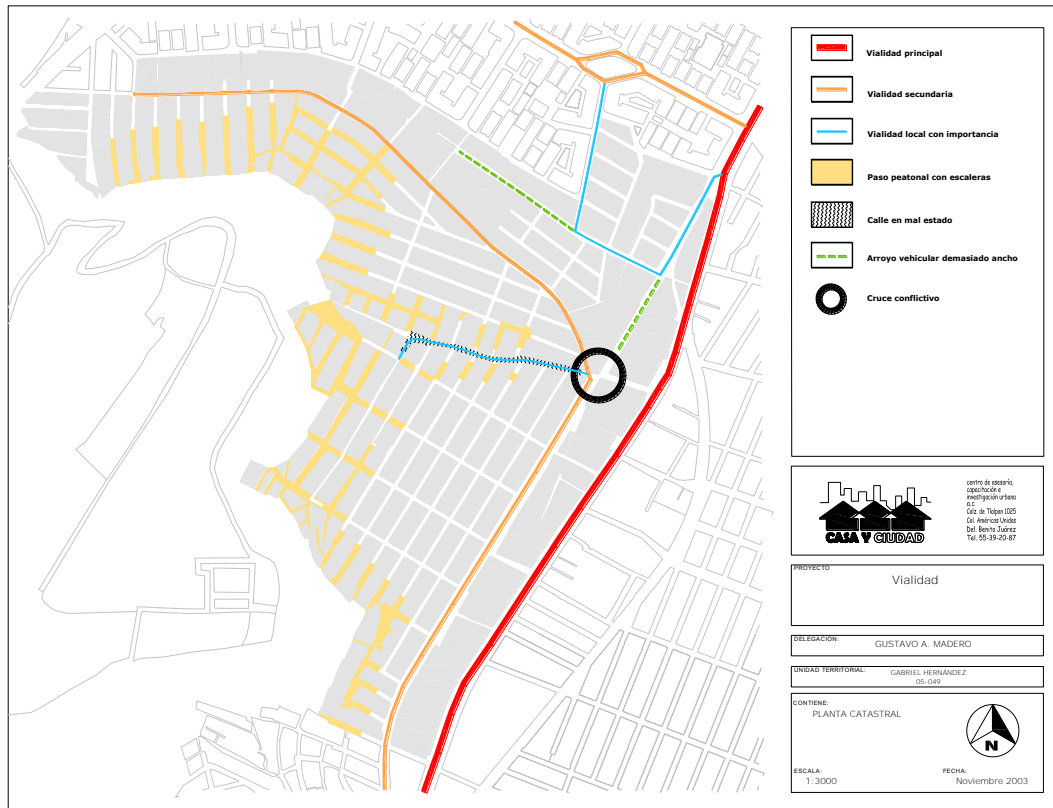 Vialidad principal
Vialidad secundaria
Vialidad local con importancia
Paso peatonal con escaleras
Calle en mal estado
Arroyo vehicular demasiado ancho
Cruce conflictivo
CASA Y CIUDAD
centro de asesoría,
capacitación e
investigación urbana
a.c
Calz. de Tlalpan 1025
Col. Américas Unidas
Del. Benito Juárez
Tel. 55-39-20-87
PROYECTO
Vialidad
DELEGACIÓN:
GUSTAVO A. MADERO
UNIDAD TERRITORIAL:
GABRIEL HERNÁNDEZ
05-049
CONTIENE:
PLANTA CATASTRAL
N
ESCALA:
1:3000
FECHA:
Noviembre 2003